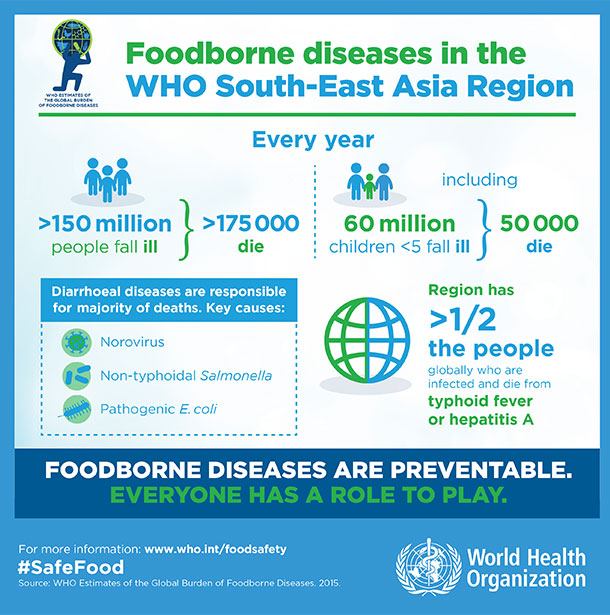 Foodborne diseases in the
WHO South-East Asia Region
WHO ESTIMATES OF
THE GLOBAL BURDEN
OF FOODBORNE DISEASES
Every year
>150 million
people fall ill
>175 000
die
including
60 million
children <5 fall ill
50 000
die
Diarrhoeal diseases are responsible
for majority of deaths. Key causes:
Norovirus
Non-typhoidal Salmonella
Pathogenic E. coli
Region has
>1/2
the people
globally who are
infected and die from
typhoid fever
or hepatitis A
FOODBORNE DISEASES ARE PREVENTABLE.
EVERYONE HAS A ROLE TO PLAY.
For more information: www.who.int/foodsafety
#SafeFood
Source: WHO Estimates of the Global Burden of Foodborne Diseases. 2015.
World Health
Organization